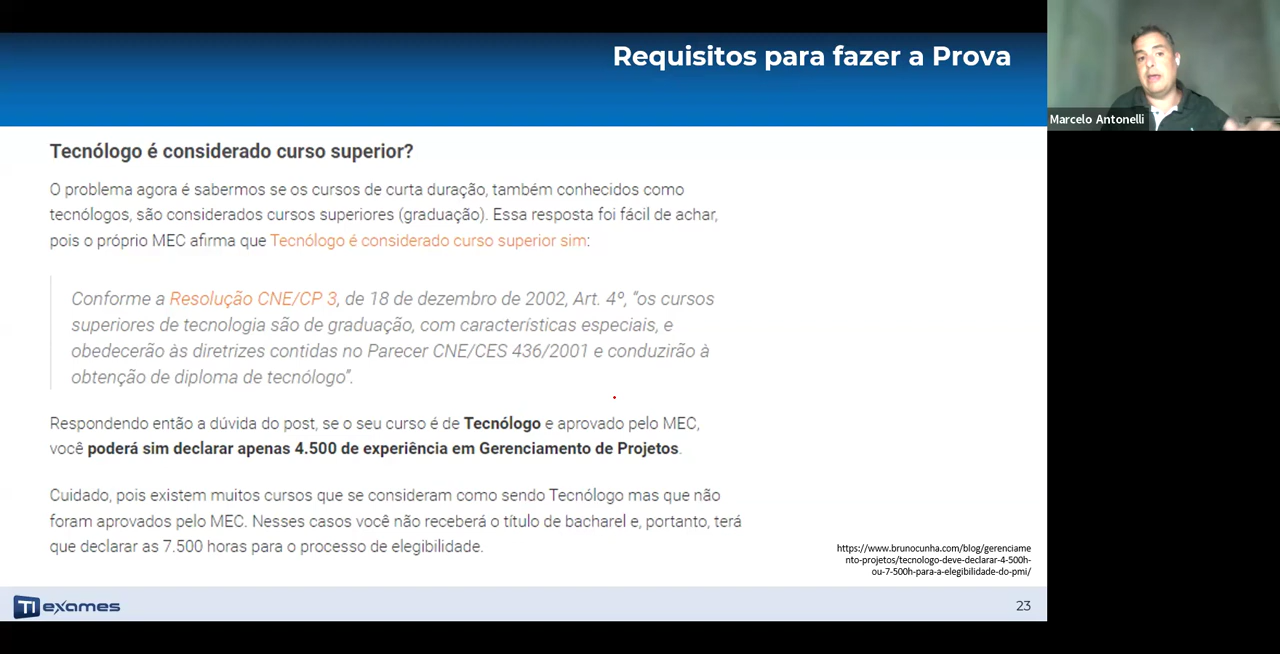 Requisitos para fazer a Prova
Marcelo Antonelli
Tecnólogo é considerado curso superior?
O problema agora é sabermos se os cursos de curta duração, também conhecidos como
tecnólogos, são considerados cursos superiores (graduação). Essa resposta foi fácil de achar,
pois o próprio MEC afirma que Tecnólogo é considerado curso superior sim:
Conforme a Resolução CNE/CP 3, de 18 de dezembro de 2002, Art. 4º, "os cursos
superiores de tecnologia são de graduação, com características especiais, e
obedecerão às diretrizes contidas no Parecer CNE/CES 436/2001 e conduzirão à
obtenção de diploma de tecnólogo".
Respondendo então a dúvida do post, se o seu curso é de Tecnólogo e aprovado pelo MEC,
você poderá sim declarar apenas 4.500 de experiência em Gerenciamento de Projetos.
Cuidado, pois existem muitos cursos que se consideram como sendo Tecnólogo mas que não
foram aprovados pelo MEC. Nesses casos você não receberá o título de bacharel e, portanto, terá
que declarar as 7.500 horas para o processo de elegibilidade.
https://www.brunocunha.com/blog/gerenciame
nto-projetos/tecnologo-deve-declarar-4-500h-
ou-7-500h-para-a-elegibilidade-do-pmi/
TI exames
23